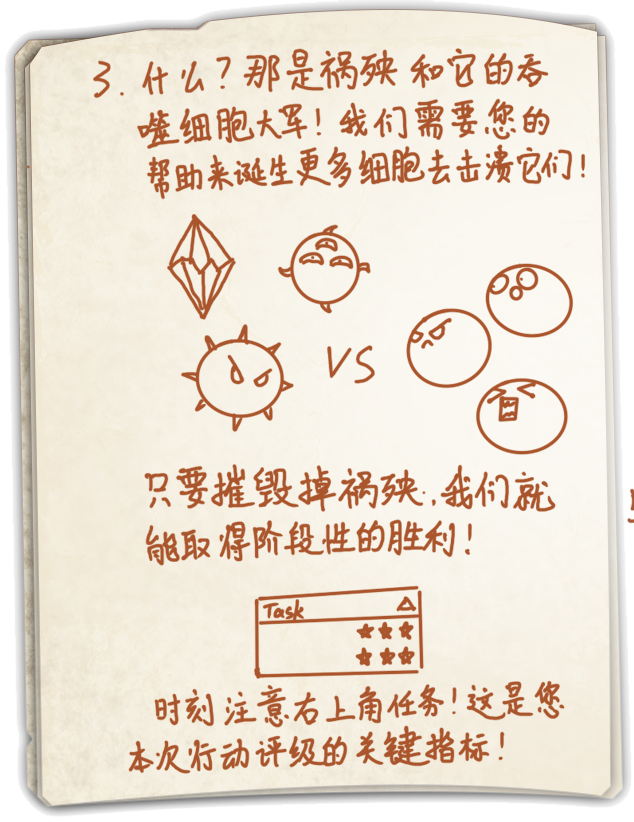 3. 什么？那是祸殃和它的吞
噬细胞大军！我们需要您的
帮助来诞生更多细胞去击溃它们！
VS
只要摧毁掉祸殃，我们就
能取得阶段性的胜利！
Task
时刻注意右上角任务！这是您
本次行动评级的关键指标！